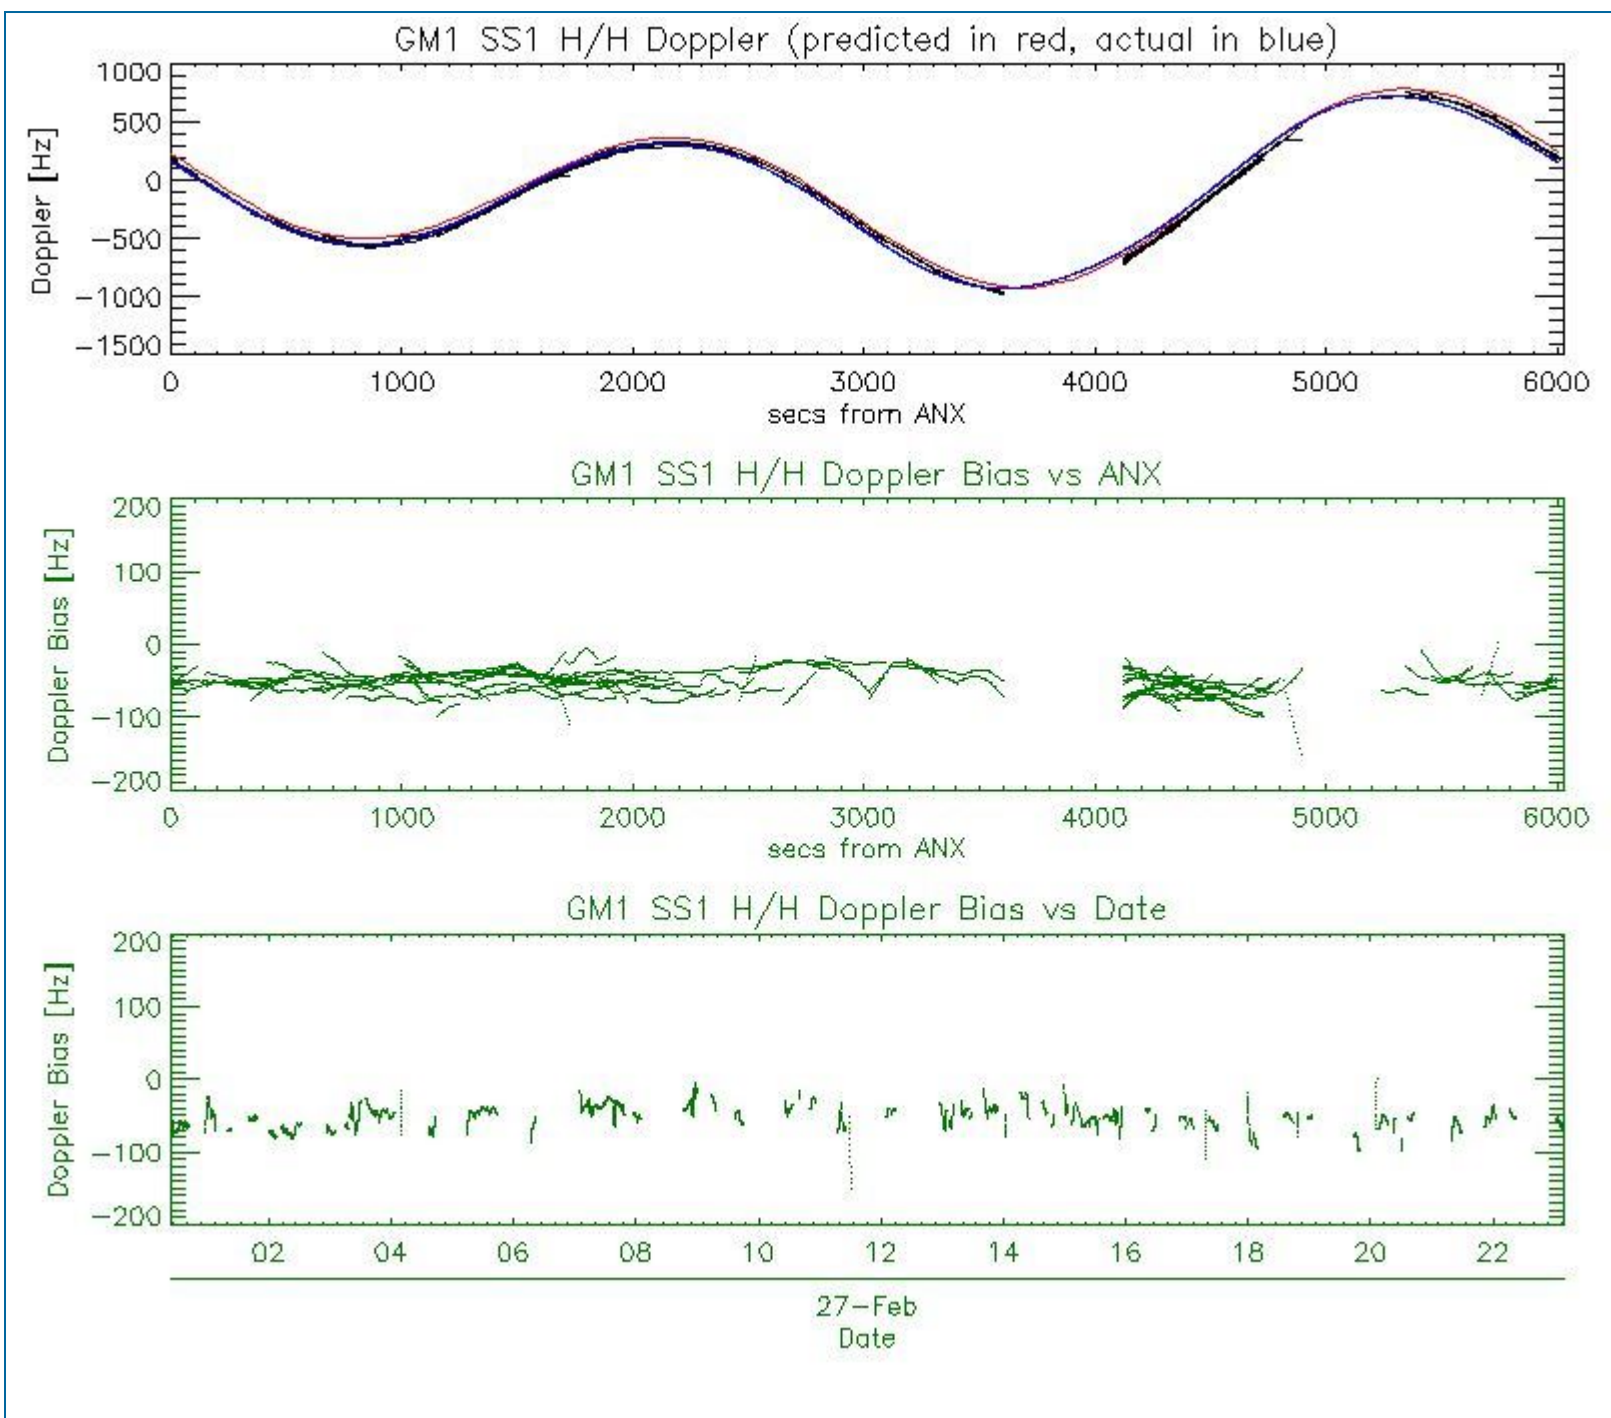 GM1 SS1 H/H Doppler (predicted in red, actual in blue)
Doppler [Hz]
1000
500
0
-500
-1000
-1500
0 1000 2000 3000 4000 5000 6000
secs from ANX
GM1 SS1 H/H Doppler Bias vs ANX
Doppler Bias [Hz]
200
100
0
-100
-200
0 1000 2000 3000 4000 5000 6000
secs from ANX
GM1 SS1 H/H Doppler Bias vs Date
Doppler Bias [Hz]
200
100
0
-100
-200
02 04 06 08 10 12 14 16 18 20 22
27-Feb
Date